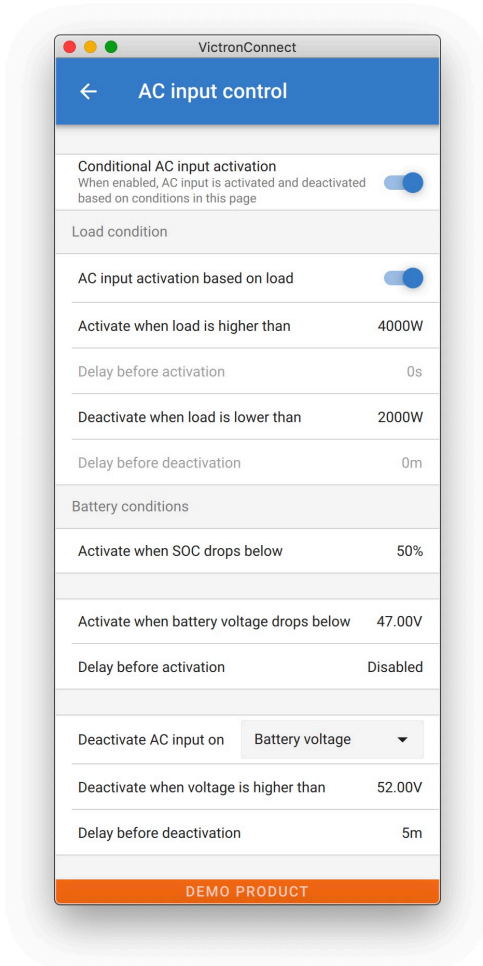 VictronConnect
AC input control
Conditional AC input activation
When enabled, AC input is activated and deactivated
based on conditions in this page
Load condition
AC input activation based on load
Activate when load is higher than 4000W
Delay before activation 0s
Deactivate when load is lower than 2000W
Delay before deactivation 0m
Battery conditions
Activate when SOC drops below 50%
Activate when battery voltage drops below 47.00V
Delay before activation Disabled
Deactivate AC input on Battery voltage
Deactivate when voltage is higher than 52.00V
Delay before deactivation 5m
DEMO PRODUCT